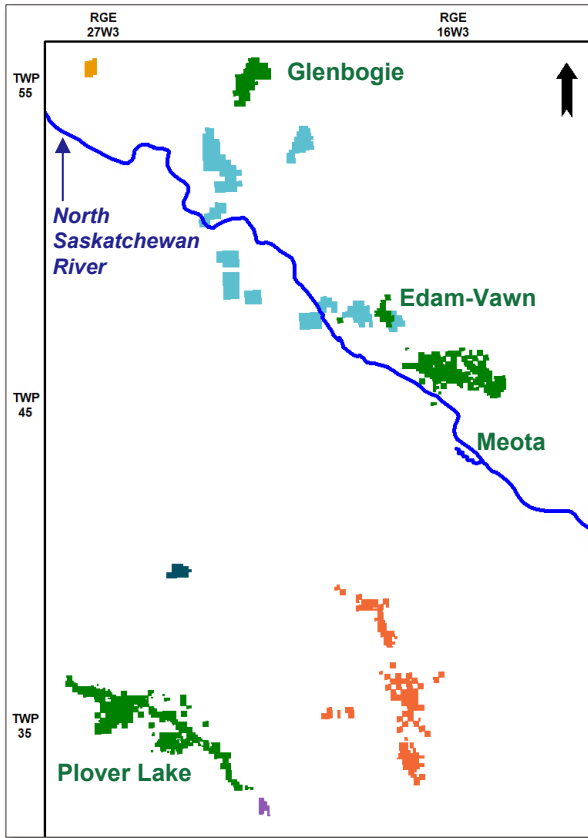 RGE
27W3
RGE
16W3
TWP
55
Glenbogie
North
Saskatchewan
River
Edam-Vawn
TWP
45
Meota
TWP
35
Plover Lake